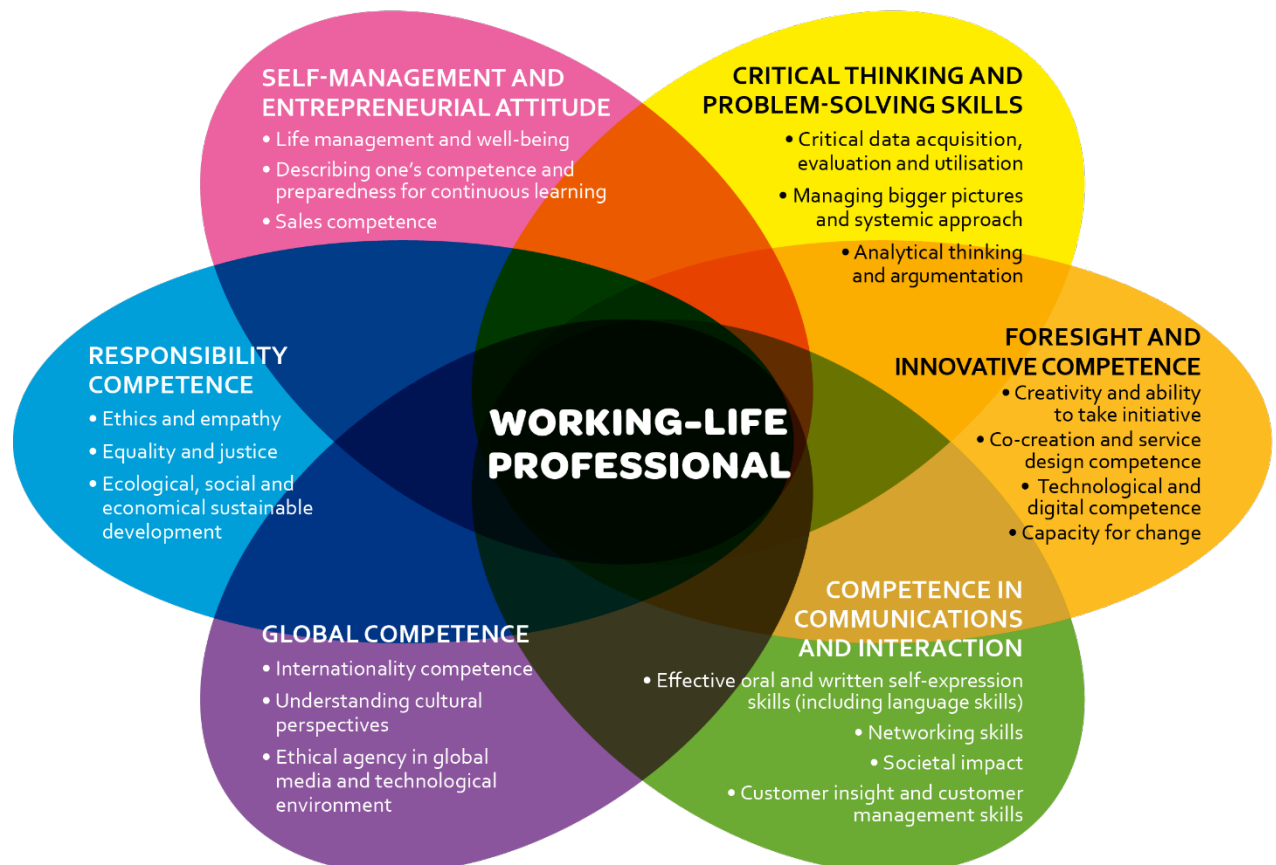 SELF-MANAGEMENT AND
ENTREPRENEURIAL ATTITUDE
• Life management and well-being
• Describing one's competence and
preparedness for continuous learning
• Sales competence
CRITICAL THINKING AND
PROBLEM-SOLVING SKILLS
• Critical data acquisition,
evaluation and utilisation
• Managing bigger pictures
and systemic approach
• Analytical thinking
and argumentation
RESPONSIBILITY
COMPETENCE
• Ethics and empathy
• Equality and justice
• Ecological, social and
economical sustainable
development
WORKING-LIFE
PROFESSIONAL
FORESIGHT AND
INNOVATIVE COMPETENCE
• Creativity and ability
to take initiative
• Co-creation and service
design competence
• Technological and
digital competence
• Capacity for change
GLOBAL COMPETENCE
• Internationality competence
• Understanding cultural
perspectives
• Ethical agency in global
media and technological
environment
COMPETENCE IN
COMMUNICATIONS
AND INTERACTION
• Effective oral and written self-expression
skills (including language skills)
• Networking skills
• Societal impact
• Customer insight and customer
management skills